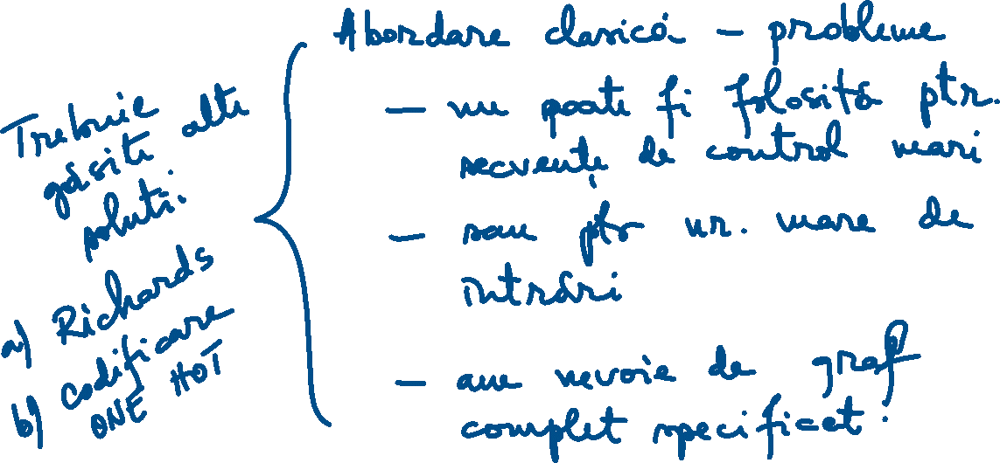 Abordare clasică – probleme
– nu poate fi folosită ptr.
secvențe de control mari
– sau ptr nr. mare de
intrări
– are nevoie de graf
complet specificat.
Trebuie
găsite alte
soluti.
a) Richards
b) codificare
ONE HOT